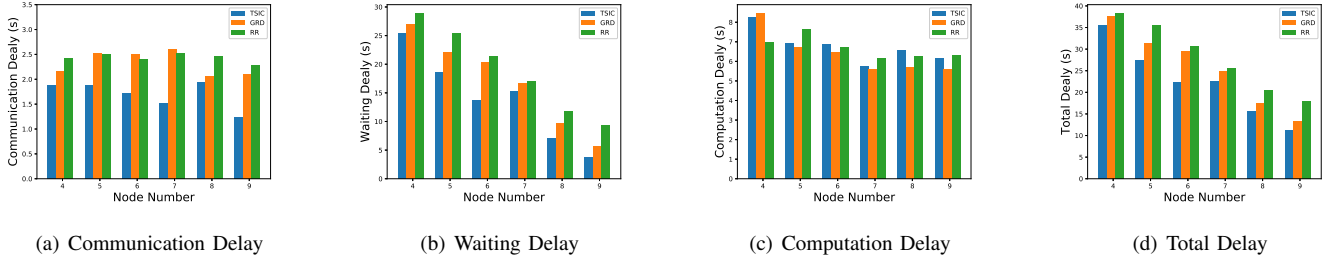 3.5
3.0
2.5
2.0
1.5
1.0
0.5
0.0
Communication Dealy (s)
4 5 6 7 8 9
Node Number
TSIC
GRD
RR
(a) Communication Delay
30
25
20
15
10
5
0
Waiting Dealy (s)
4 5 6 7 8 9
Node Number
TSIC
GRD
RR
(b) Waiting Delay
8
7
6
5
4
3
2
1
0
Computation Dealy (s)
4 5 6 7 8 9
Node Number
TSIC
GRD
RR
(c) Computation Delay
40
35
30
25
20
15
10
5
0
Total Dealy (s)
4 5 6 7 8 9
Node Number
TSIC
GRD
RR
(d) Total Delay